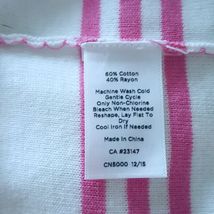 60% Cotton
40% Rayon
Machine Wash Cold
Gentle Cycle
Only Non-Chlorine
Bleach When Needed
Reshape, Lay Flat To
Dry
Cool Iron If Needed
Made In China
CA #23147
CN5000 12/15